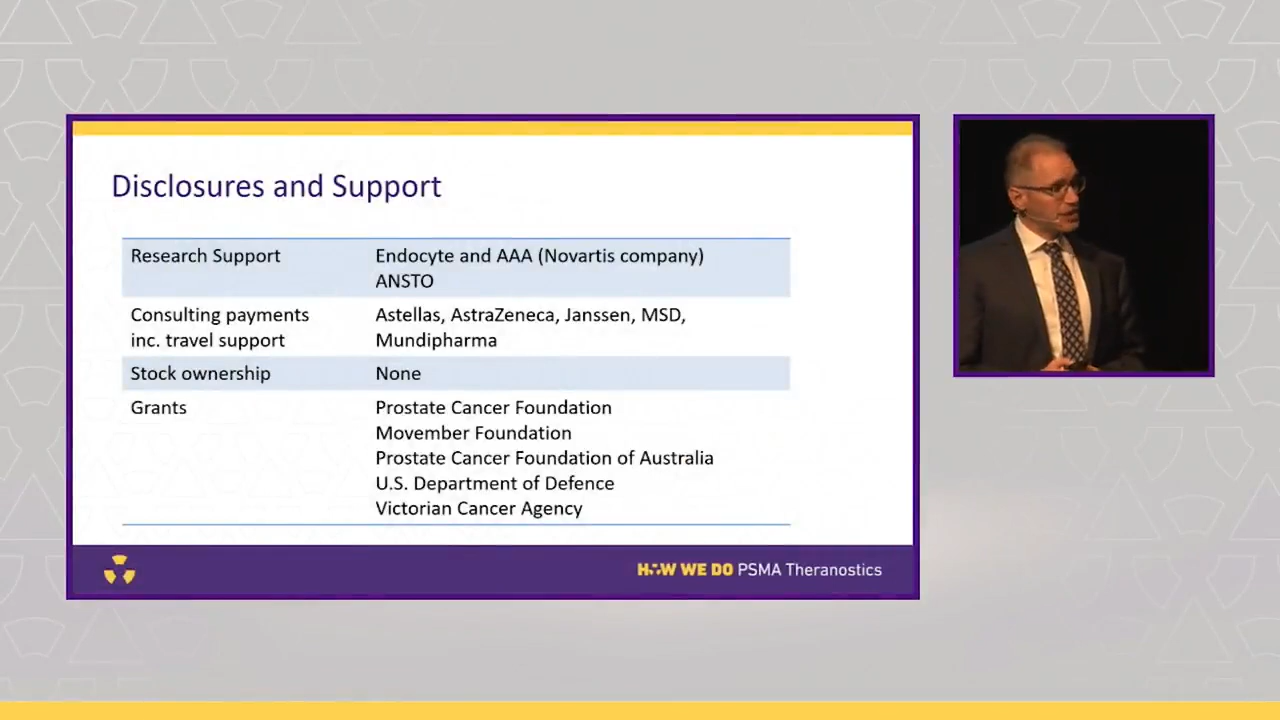 Disclosures and Support
Research Support
Endocyte and AAA (Novartis company)
ANSTO
Consulting payments
inc. travel support
Astellas, AstraZeneca, Janssen, MSD,
Mundipharma
Stock ownership
None
Grants
Prostate Cancer Foundation
Movember Foundation
Prostate Cancer Foundation of Australia
U.S. Department of Defence
Victorian Cancer Agency
HOW WE DO PSMA Theranostics